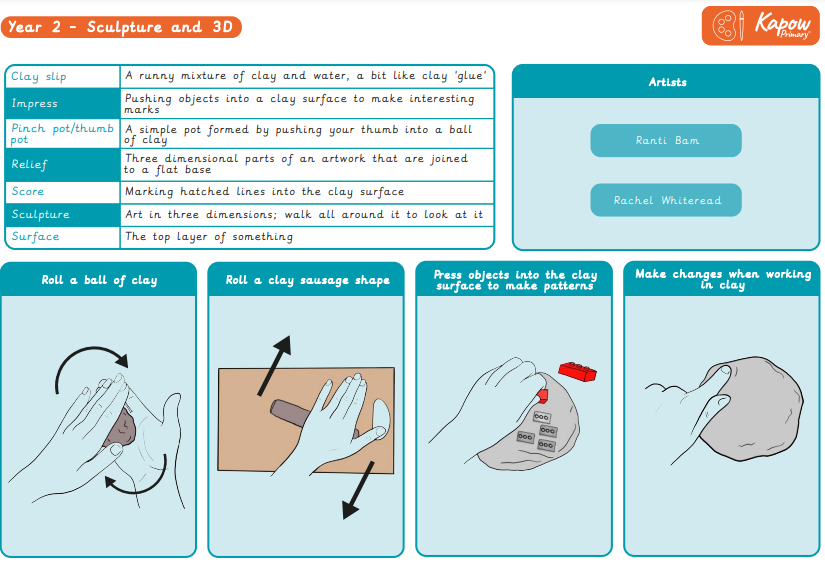 Year 2 - Sculpture and 3D
Kapow
Primary
Clay slip
A runny mixture of clay and water, a bit like clay 'glue'
Impress
Pushing objects into a clay surface to make interesting
marks
Pinch pot/thumb
pot
A simple pot formed by pushing your thumb into a ball
of clay
Relief
Three dimensional parts of an artwork that are joined
to a flat base
Score
Marking hatched lines into the clay surface
Sculpture
Art in three dimensions; walk all around it to look at it
Surface
The top layer of something
Artists
Ranti Bam
Rachel Whiteread
Roll a ball of clay
Roll a clay sausage shape
Press objects into the clay
surface to make patterns
Make changes when working
in clay